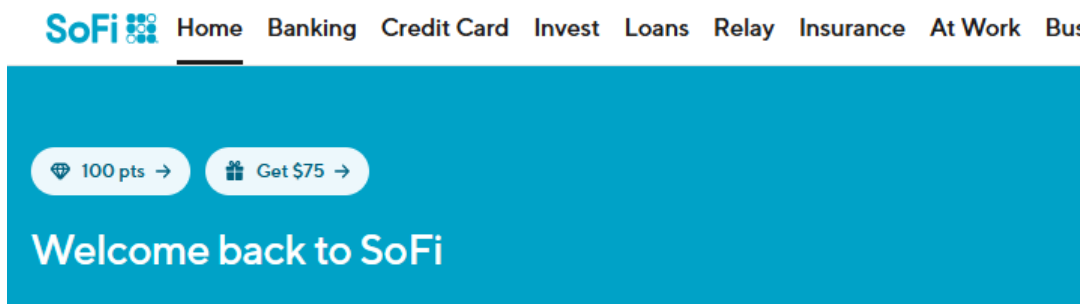 SoFi Home Banking Credit Card Invest Loans Relay Insurance At Work Bus
100 pts → Get $75 →
Welcome back to SoFi